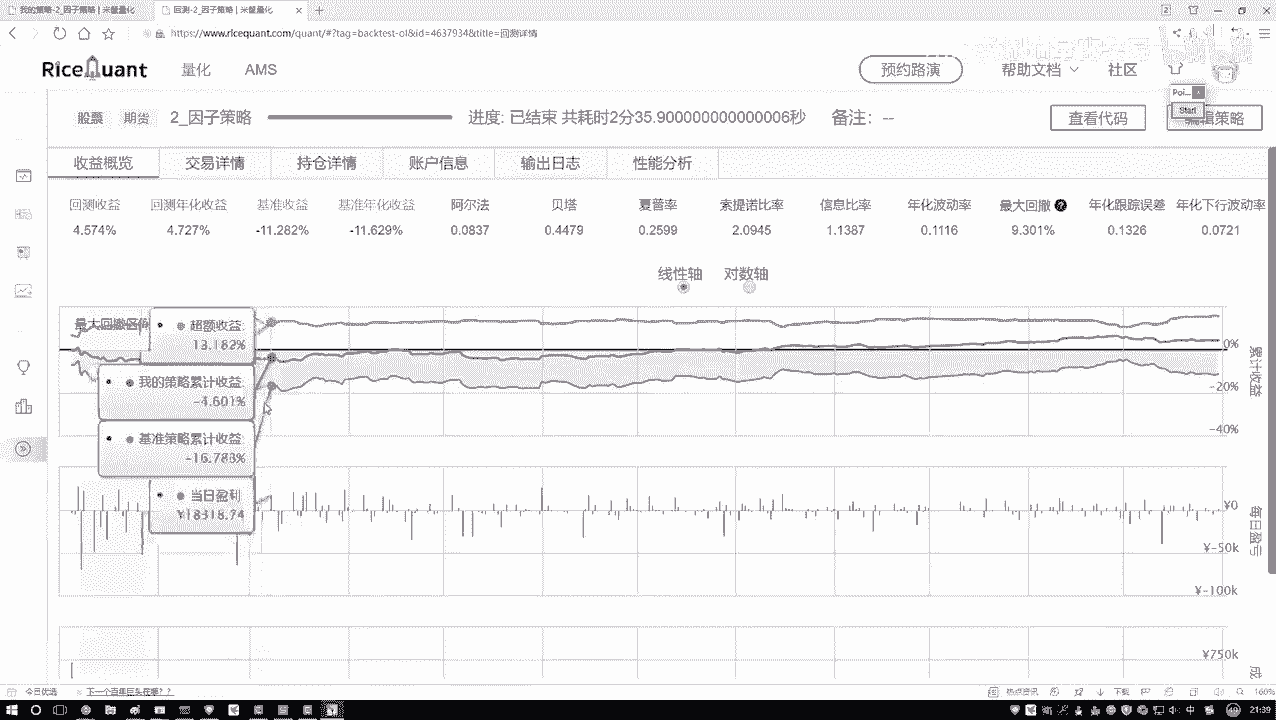 我的策略-2_因子策略 | 米筐量化
回测-2_因子策略 | 米筐量化
https://www.ricequant.com/quant/#?tag=backtest-ol&id=4637934&title=回测详情
RiceQuant 量化 AMS 预约路演 帮助文档 社区
Poi...
Start
股票 期货 2_因子策略 进度: 已结束 共耗时2分35.900000000000006秒 备注: -- 查看代码 编辑策略
收益概览 交易详情 持仓详情 账户信息 输出日志 性能分析
回测收益 回测年化收益 基准收益 基准年化收益 阿尔法 贝塔 夏普率 索提诺比率 信息比率 年化波动率 最大回撤 年化跟踪误差 年化下行波动率
4.574% 4.727% -11.282% -11.629% 0.0837 0.4479 0.2599 2.0945 1.1387 0.1116 9.301% 0.1326 0.0721
线性轴 对数轴
最大回撤区
超额收益:
13.182%
我的策略累计收益:
-4.601%
基准策略累计收益:
-16.783%
当日盈利
¥18318.74
0%
-20%
-40%
累计收益
¥0
¥-50k
¥-100k
每日盈亏
¥750k
成
今日优选
热点资讯 下载 160%
中 21:39